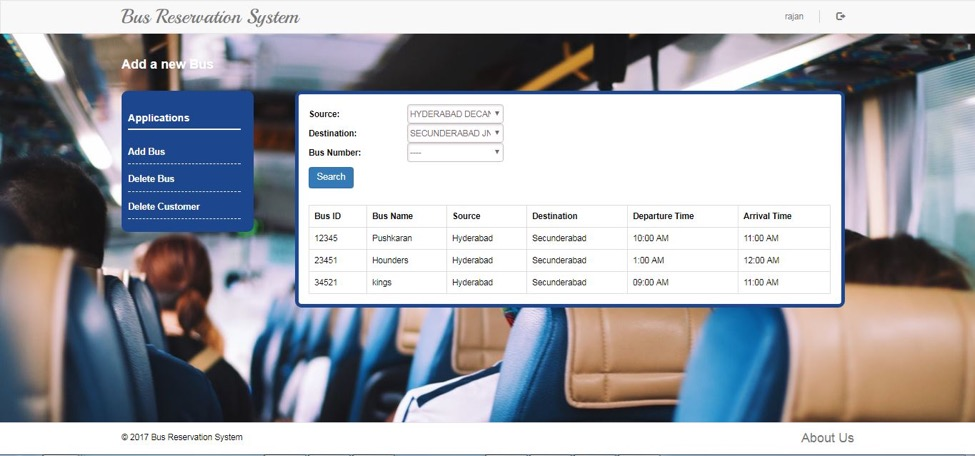 Bus Reservation System
rajan
Add a new Bus
Applications
Add Bus
Delete Bus
Delete Customer
Source: HYDERABAD DECAN
Destination: SECUNDERABAD JN
Bus Number: ----
Search
Bus ID Bus Name Source Destination Departure Time Arrival Time
12345 Pushkaran Hyderabad Secunderabad 10:00 AM 11:00 AM
23451 Hounders Hyderabad Secunderabad 1:00 AM 12:00 AM
34521 kings Hyderabad Secunderabad 09:00 AM 11:00 AM
© 2017 Bus Reservation System
About Us